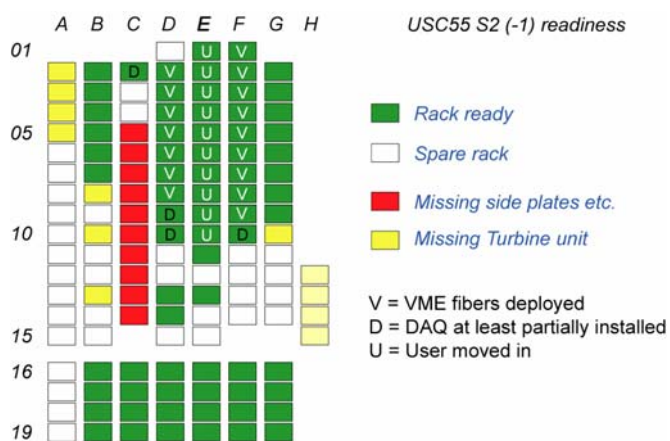 A B C D E F G H USC55 S2 (-1) readiness
01 U V
D V U V
V U V
V U V
05 V U V
V U V
V U V
V U V
D U V
10 D U D
15
16
19
Rack ready
Spare rack
Missing side plates etc.
Missing Turbine unit
V = VME fibers deployed
D = DAQ at least partially installed
U = User moved in